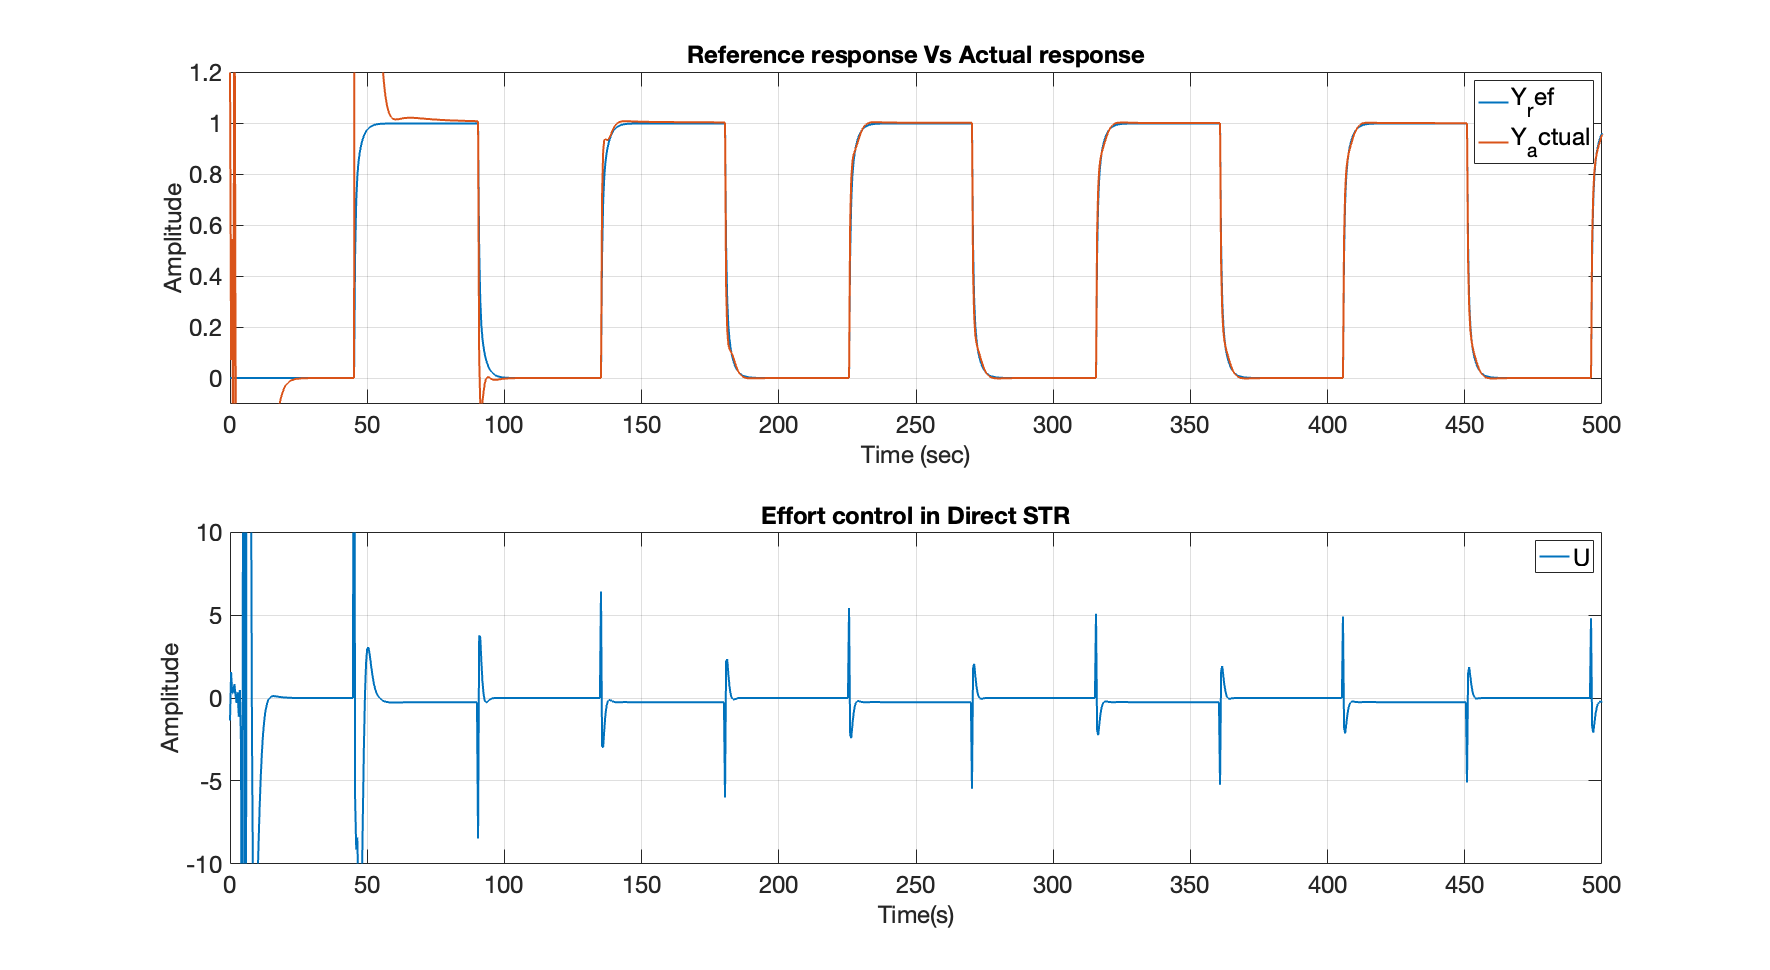 Reference response Vs Actual response
1.2
1
0.8
0.6
0.4
0.2
0
Amplitude
Y_ref
Y_actual
0 50 100 150 200 250 300 350 400 450 500
Time (sec)
Effort control in Direct STR
10
5
0
-5
-10
Amplitude
U
0 50 100 150 200 250 300 350 400 450 500
Time(s)